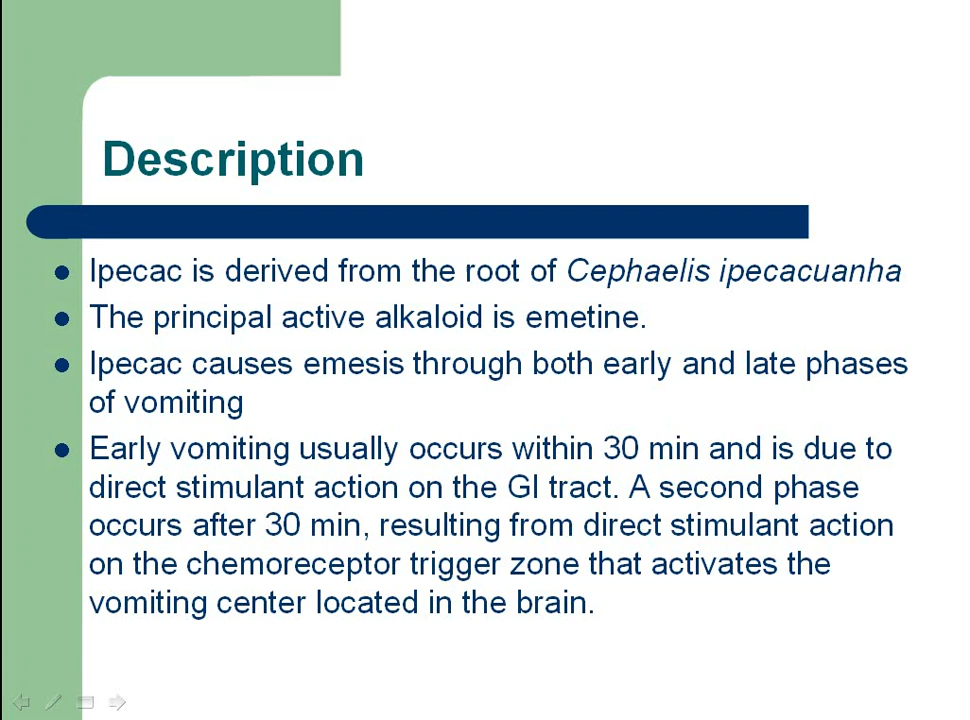 Description
Ipecac is derived from the root of Cephaelis ipecacuanha
The principal active alkaloid is emetine.
Ipecac causes emesis through both early and late phases
of vomiting
Early vomiting usually occurs within 30 min and is due to
direct stimulant action on the GI tract. A second phase
occurs after 30 min, resulting from direct stimulant action
on the chemoreceptor trigger zone that activates the
vomiting center located in the brain.